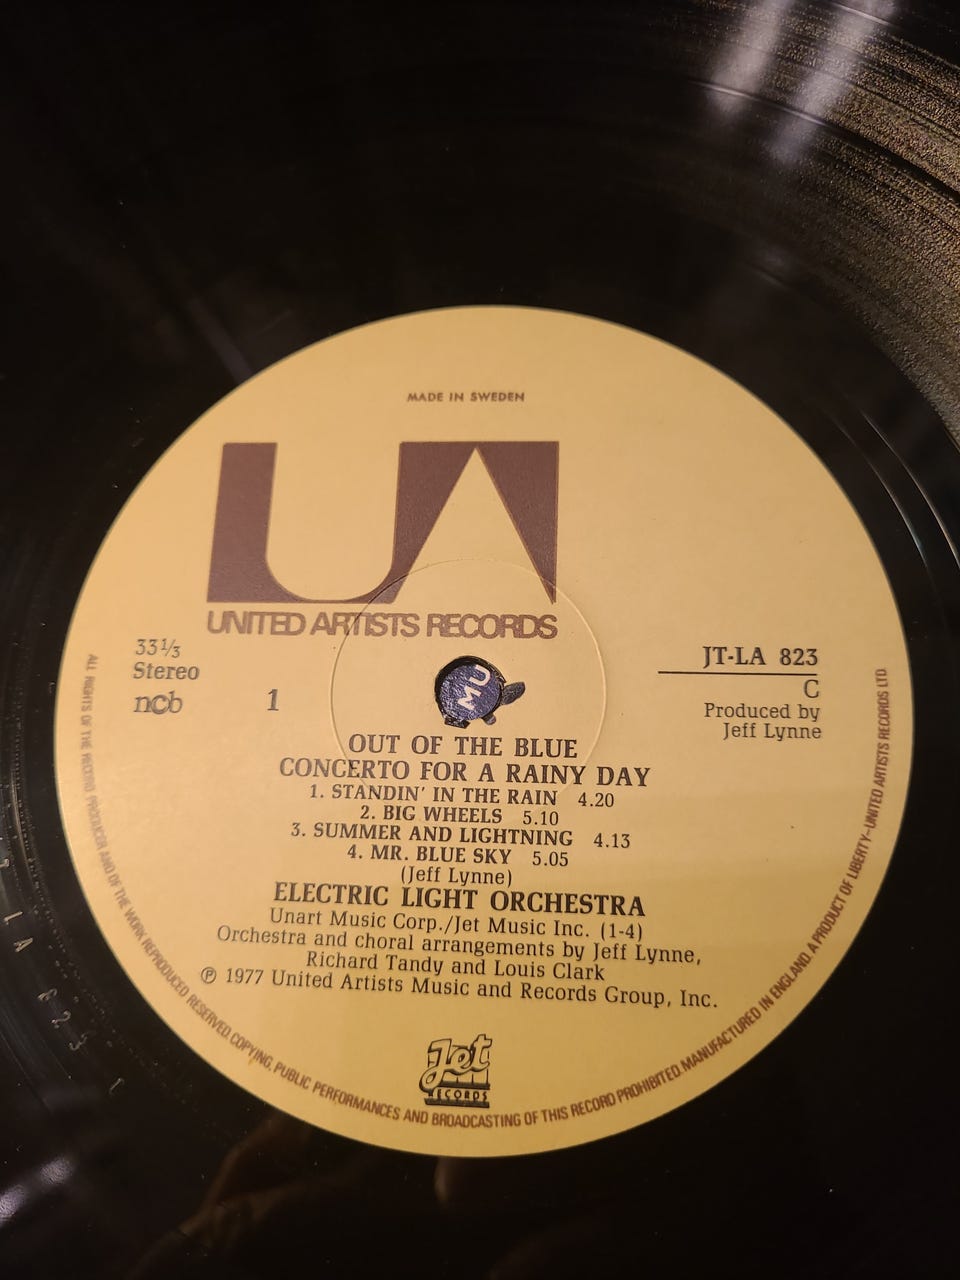 MADE IN SWEDEN
UA
UNITED ARTISTS RECORDS
33⅓
Stereo
ncb
1
JT-LA 823
C
Produced by
Jeff Lynne
MU
OUT OF THE BLUE
CONCERTO FOR A RAINY DAY
1. STANDIN' IN THE RAIN 4.20
2. BIG WHEELS 5.10
3. SUMMER AND LIGHTNING 4.13
4. MR. BLUE SKY 5.05
(Jeff Lynne)
ELECTRIC LIGHT ORCHESTRA
Unart Music Corp./Jet Music Inc. (1-4)
Orchestra and choral arrangements by Jeff Lynne,
Richard Tandy and Louis Clark
℗ 1977 United Artists Music and Records Group, Inc.
Jet
RECORDS
ALL RIGHTS OF THE RECORD PRODUCER AND OF THE WORK REPRODUCED RESERVED. COPYING, PUBLIC PERFORMANCES AND BROADCASTING OF THIS RECORD PROHIBITED. MANUFACTURED IN ENGLAND. A PRODUCT OF LIBERTY-UNITED ARTISTS RECORDS LTD.